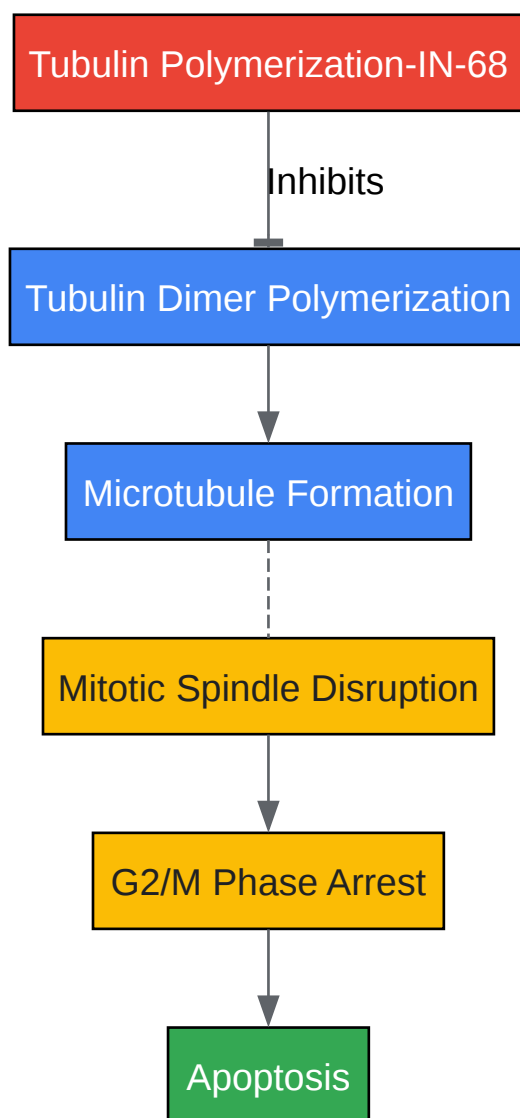 Tubulin Polymerization-IN-68
Inhibits
Tubulin Dimer Polymerization
Microtubule Formation
Mitotic Spindle Disruption
G2/M Phase Arrest
Apoptosis